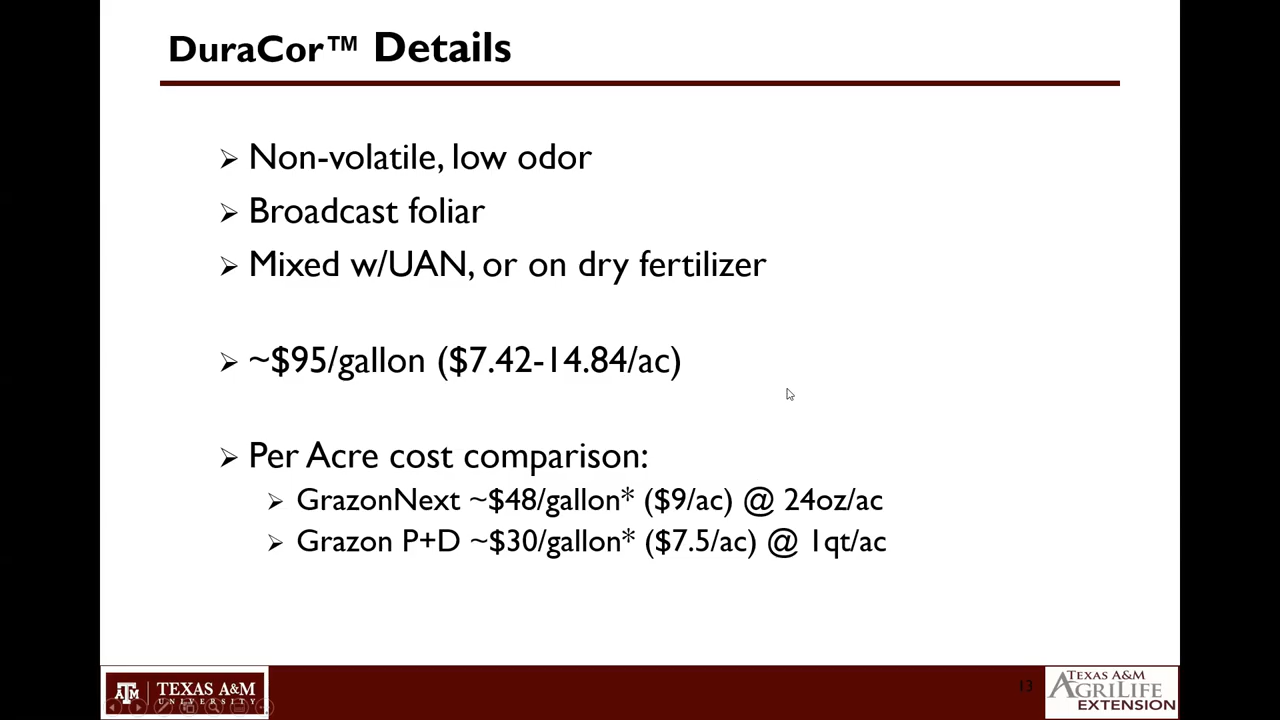 DuraCor™ Details
Non-volatile, low odor
Broadcast foliar
Mixed w/UAN, or on dry fertilizer
~$95/gallon ($7.42-14.84/ac)
Per Acre cost comparison:
GrazonNext ~$48/gallon* ($9/ac) @ 24oz/ac
Grazon P+D ~$30/gallon* ($7.5/ac) @ 1qt/ac
ATM TEXAS A&M
UNIVERSITY
13
TEXAS A&M
AGRILIFE
EXTENSION